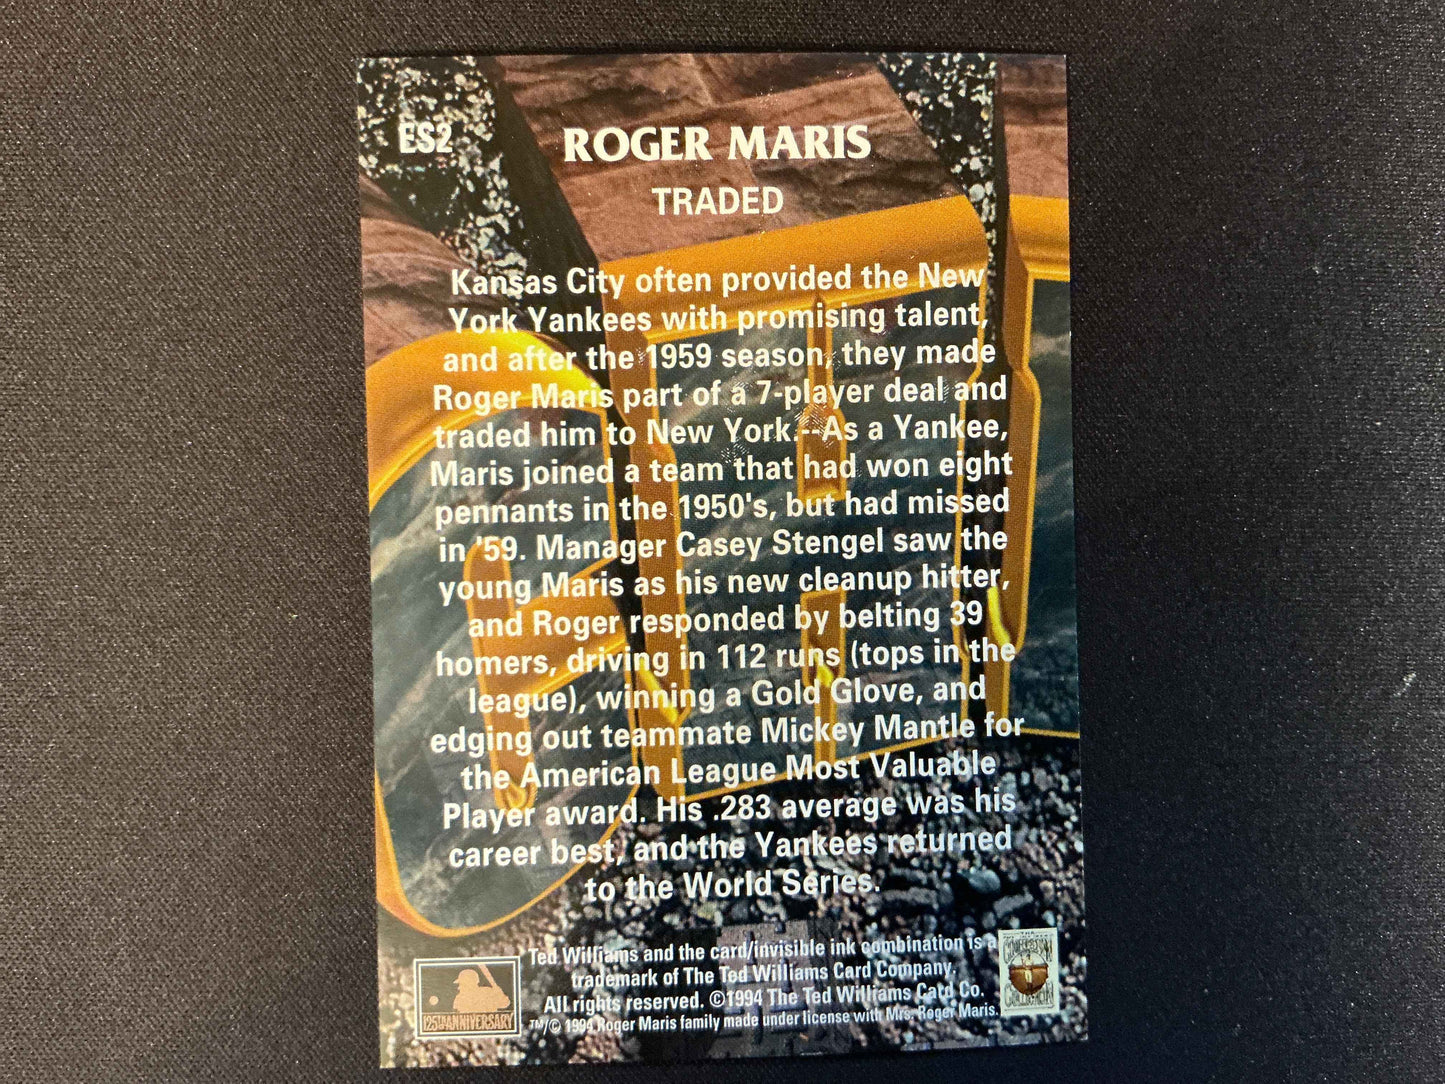 ES2
ROGER MARIS
TRADED
Kansas City often provided the New
York Yankees with promising talent,
and after the 1959 season, they made
Roger Maris part of a 7-player deal and
traded him to New York.--As a Yankee,
Maris joined a team that had won eight
pennants in the 1950's, but had missed
in '59. Manager Casey Stengel saw the
young Maris as his new cleanup hitter,
and Roger responded by belting 39
homers, driving in 112 runs (tops in the
league), winning a Gold Glove, and
edging out teammate Mickey Mantle for
the American League Most Valuable
Player award. His .283 average was his
career best, and the Yankees returned
to the World Series.
Ted Williams and the card/invisible ink combination is a
trademark of The Ted Williams Card Company.
All rights reserved. ©1994 The Ted Williams Card Co.
™/© 1994 Roger Maris family made under license with Mrs. Roger Maris.
125TH ANNIVERSARY